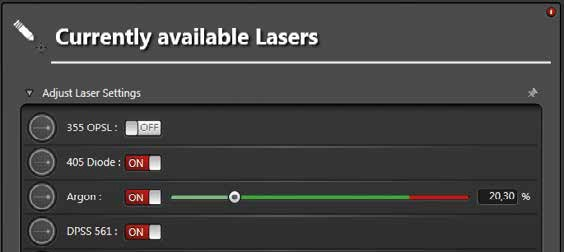 Currently available Lasers
Adjust Laser Settings
355 OPSL : OFF
405 Diode : ON
Argon : ON 20,30 %
DPSS 561 : ON